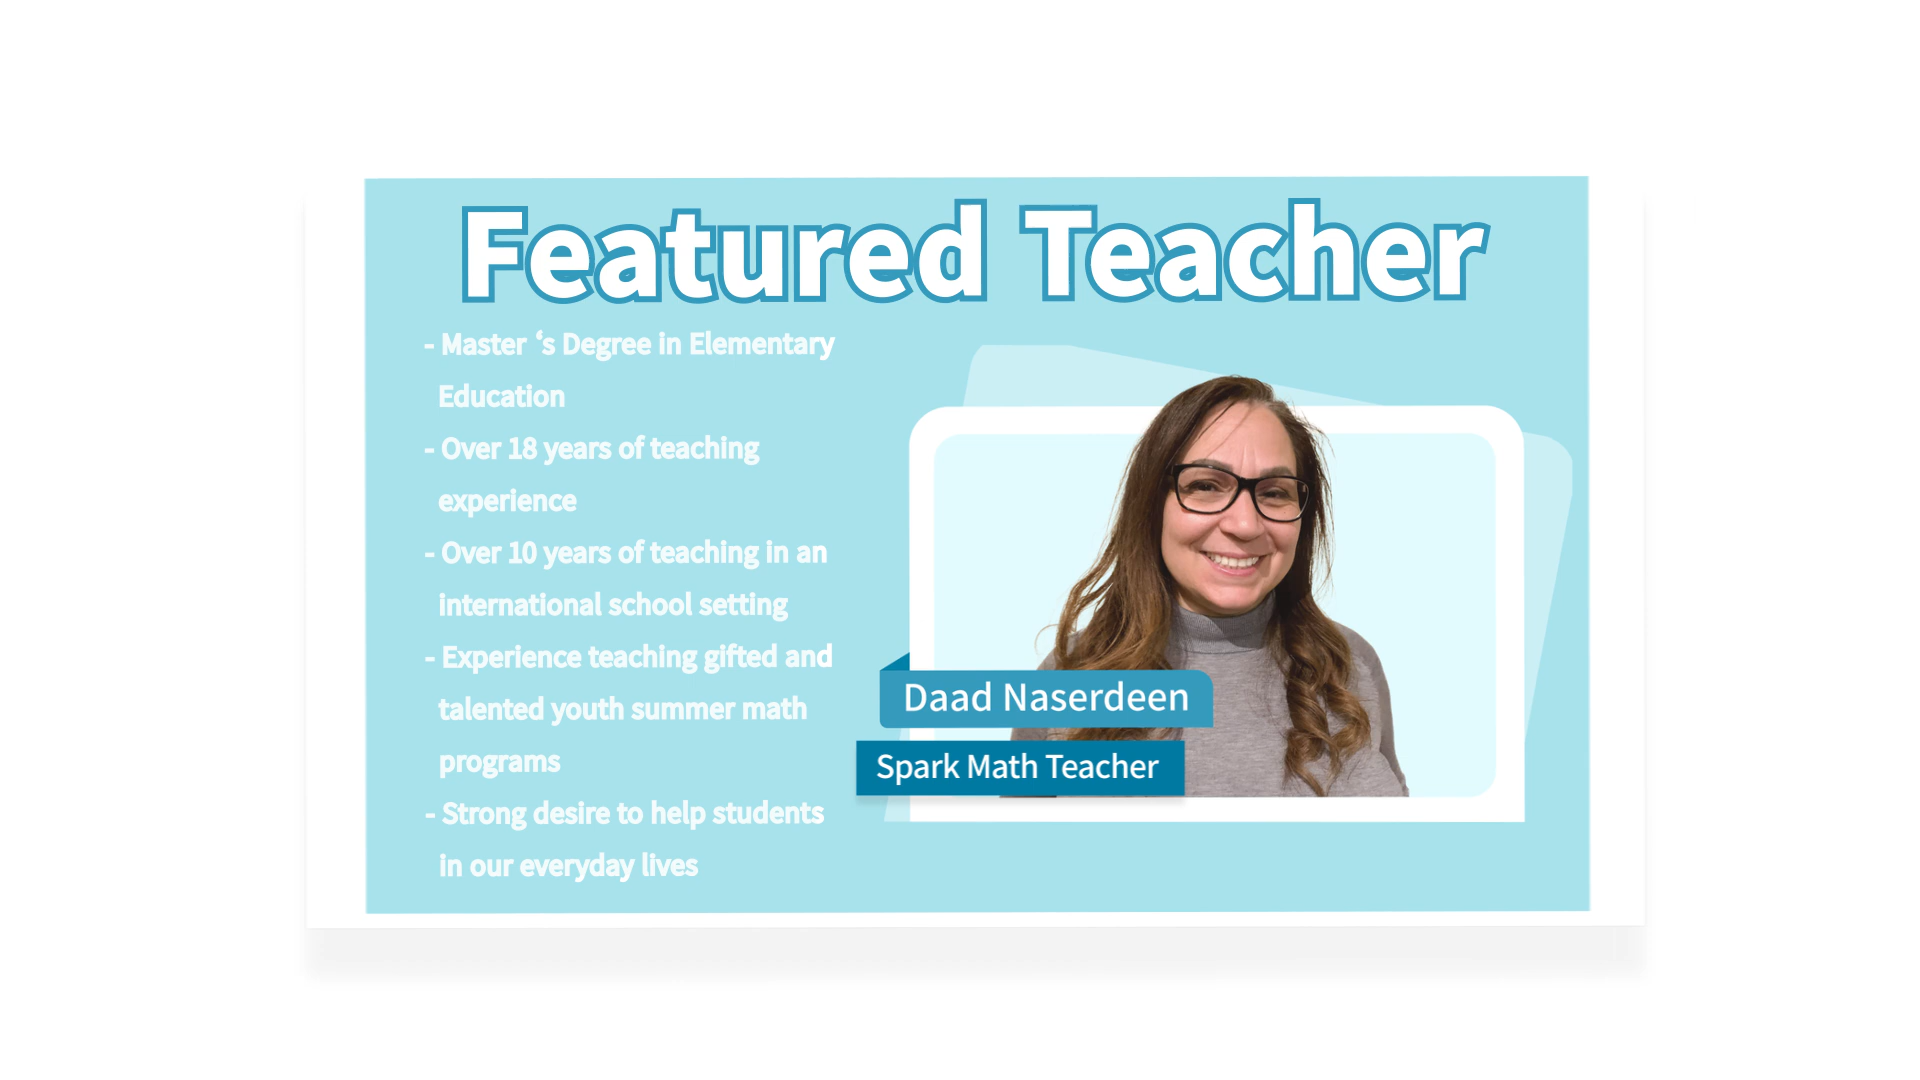 Featured Teacher
- Master ‘s Degree in Elementary
Education
- Over 18 years of teaching
experience
- Over 10 years of teaching in an
international school setting
- Experience teaching gifted and
talented youth summer math
programs
- Strong desire to help students
in our everyday lives
Daad Naserdeen
Spark Math Teacher